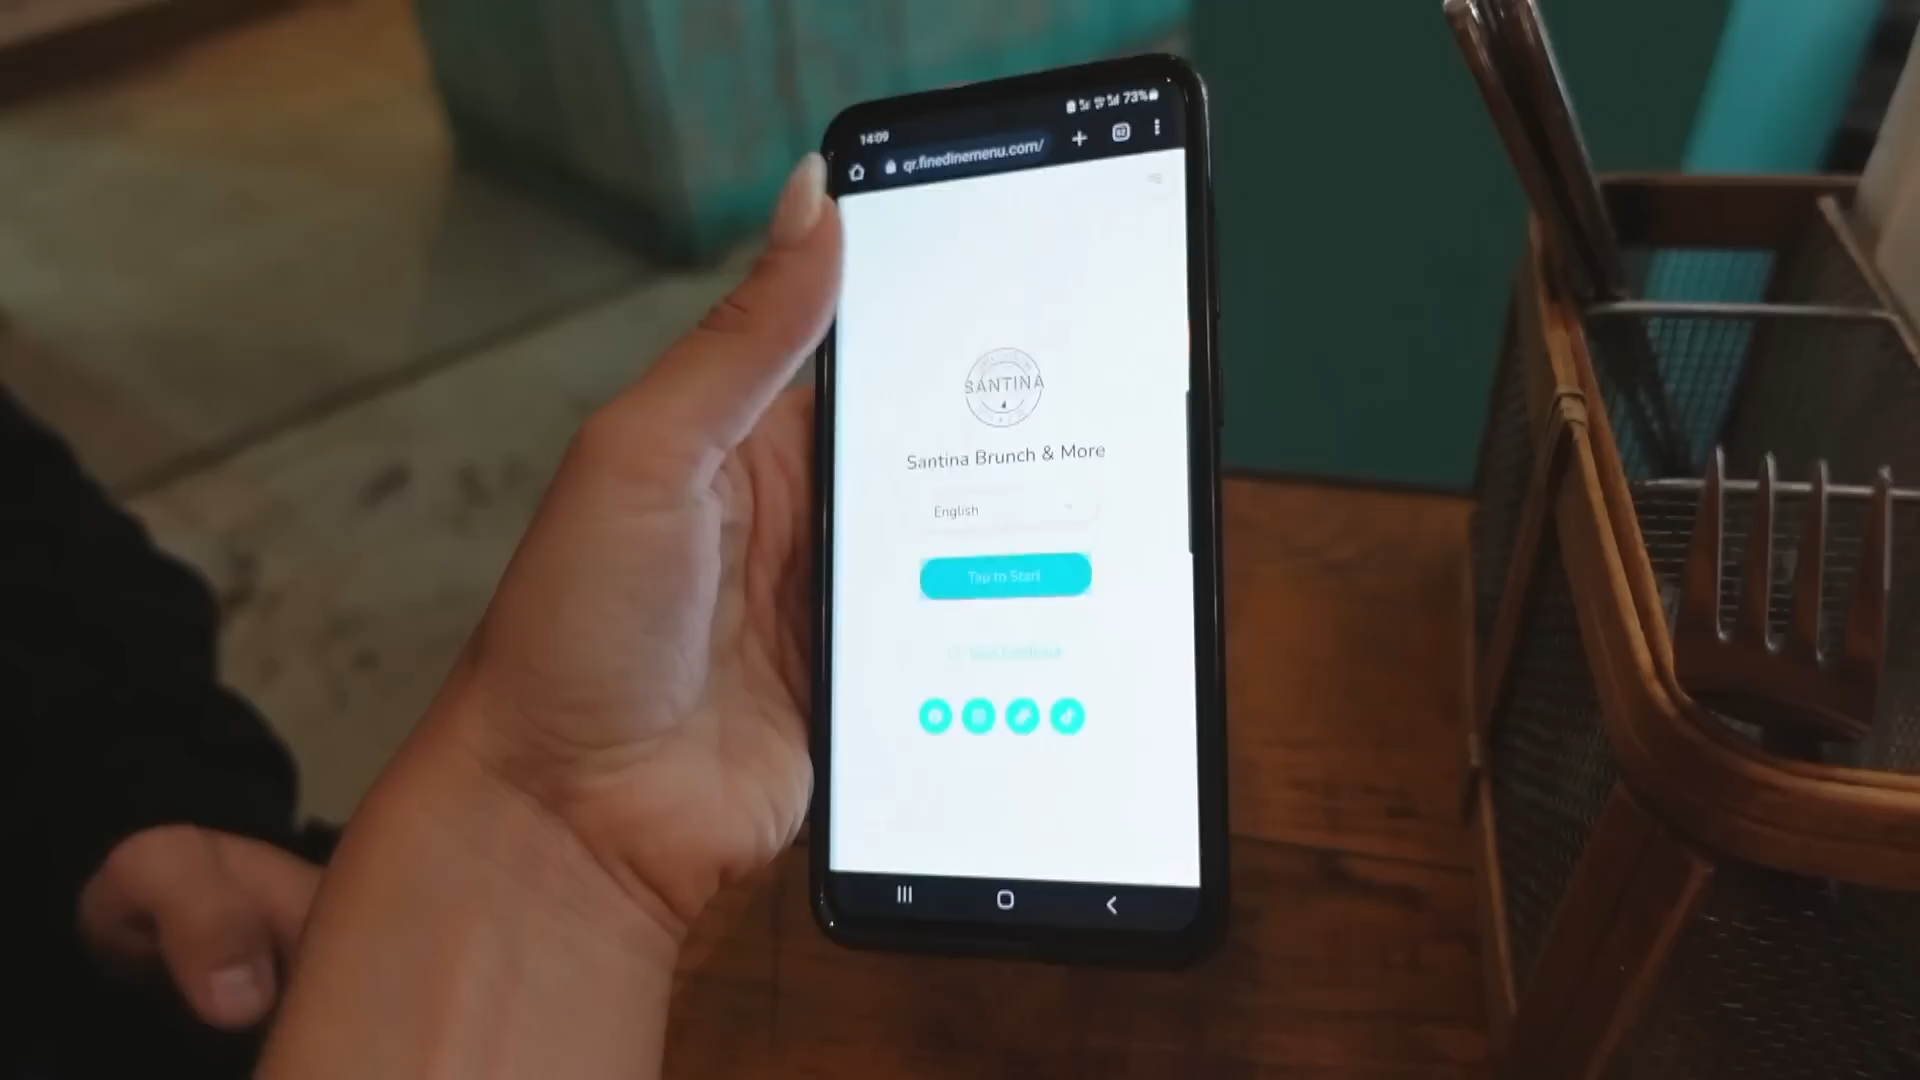 14:09
73%
qr.finedinemenu.com/
SANTINA
Santina Brunch & More
English
Tap to Start